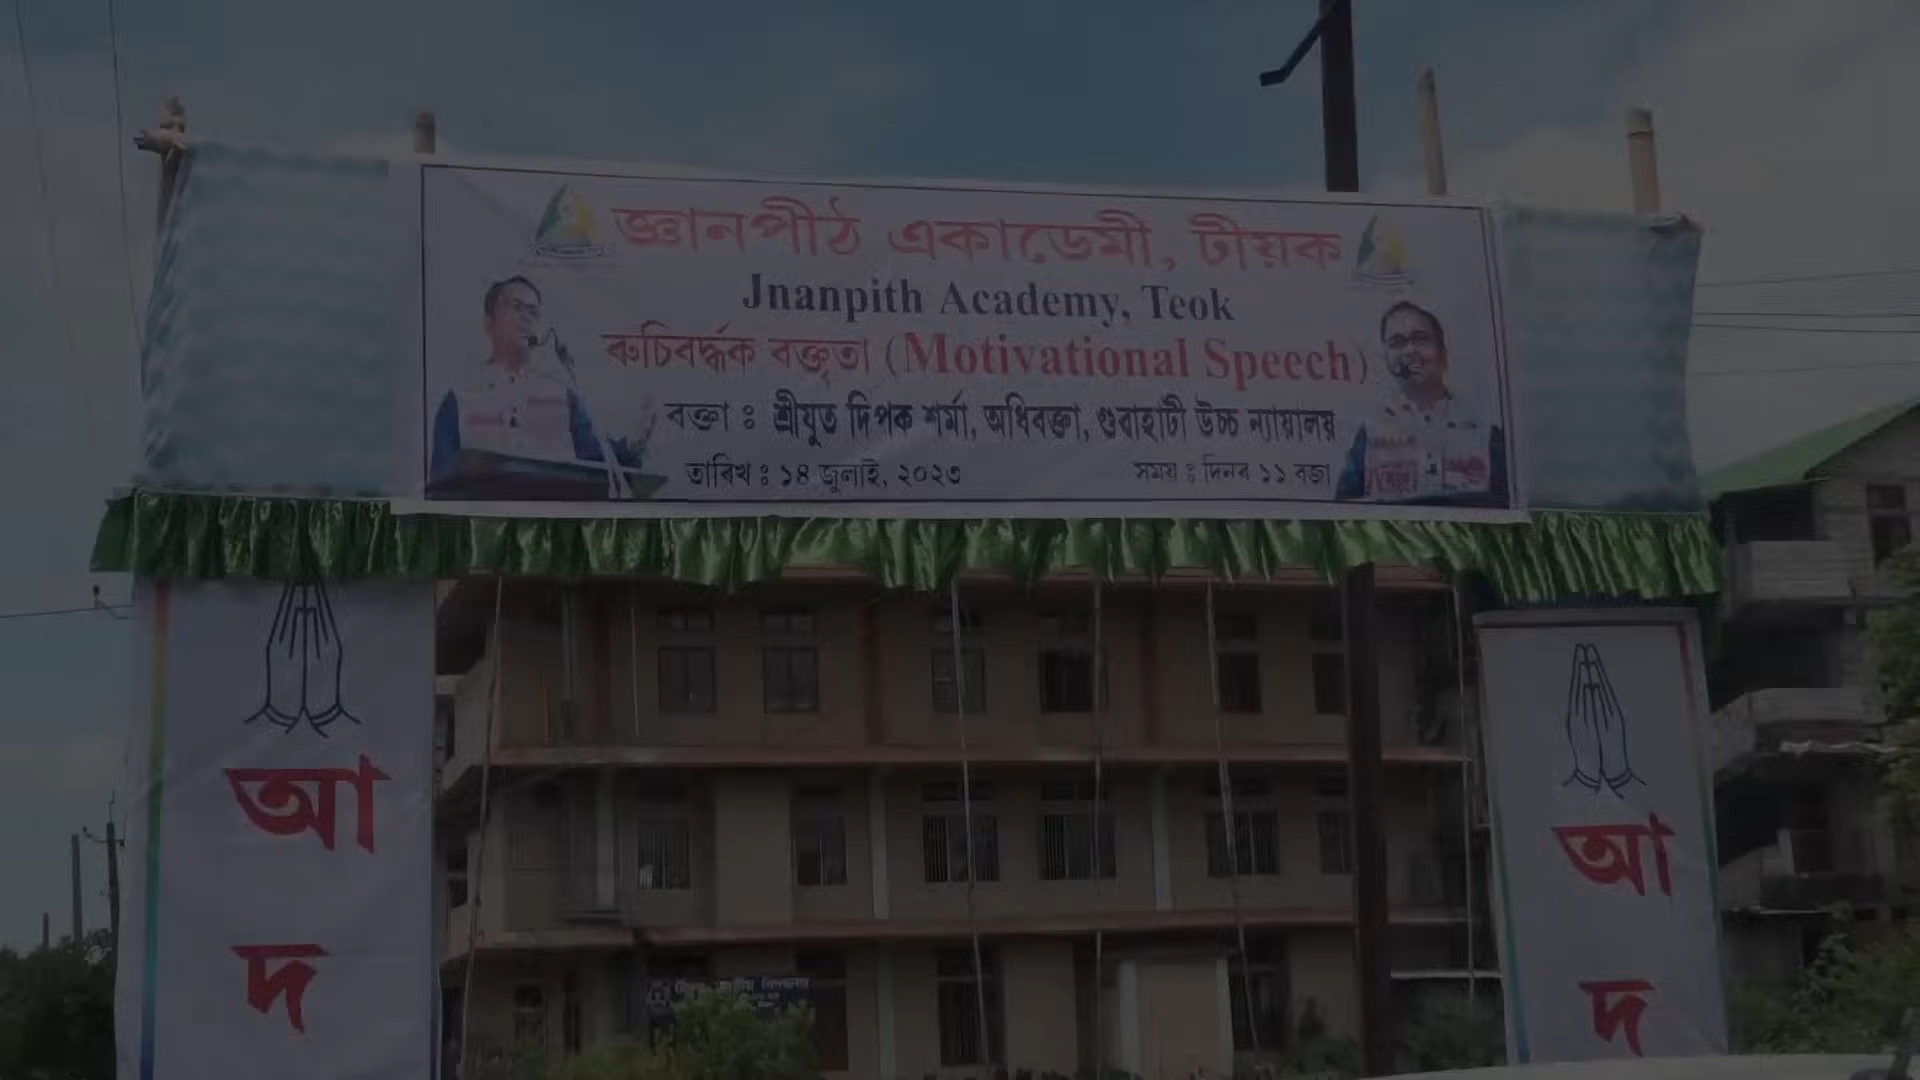 জ্ঞানপীঠ একাডেমী, টীয়ক
Jnanpith Academy, Teok
ৰুচিবৰ্দ্ধক বক্তৃতা (Motivational Speech)
বক্তা : শ্ৰীযুত দিপক শৰ্মা, অধিবক্তা, গুৱাহাটী উচ্চ ন্যায়ালয়
তাৰিখ : ১৪ জুলাই, ২০২৩
সময় : দিনৰ ১১ বজা
আ
দ
আ
দ